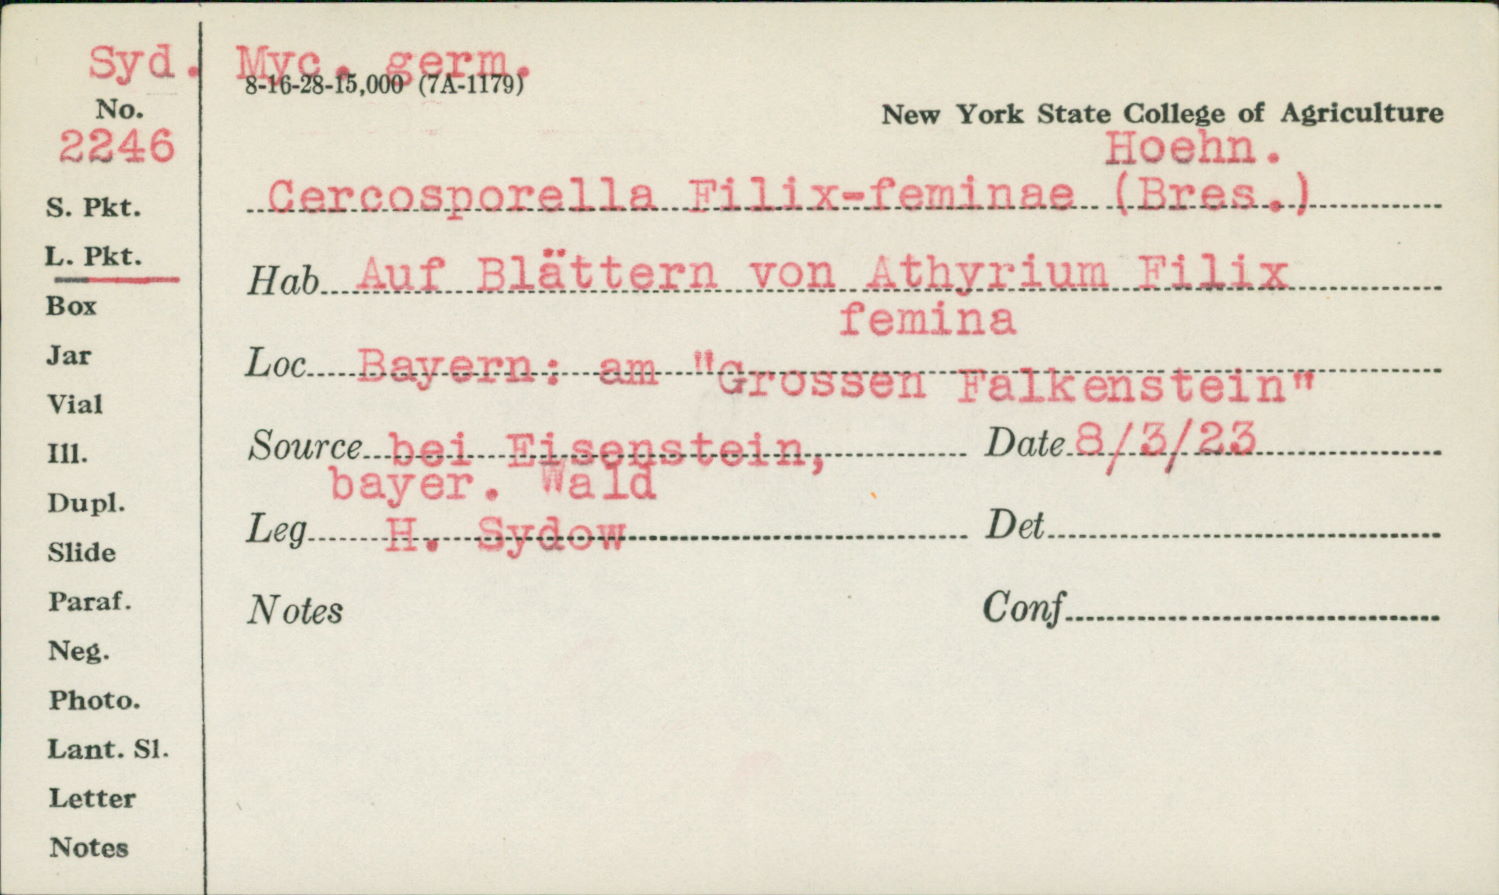 Syd. Myc. germ.
8-16-28-15,000 (7A-1179)
No.
2246
New York State College of Agriculture
Hoehn.
Cercosporella Filix-feminae (Bres.)
S. Pkt.
L. Pkt.
Box
Jar
Vial
Ill.
Dupl.
Slide
Paraf.
Neg.
Photo.
Lant. Sl.
Letter
Notes
Hab. Auf Blättern von Athyrium Filix
femina
Loc. Bayern: am "Grossen Falkenstein"
Source bei Eisenstein, Date 8/3/23
bayer. Wald
Leg. H. Sydow Det.
Notes Conf.